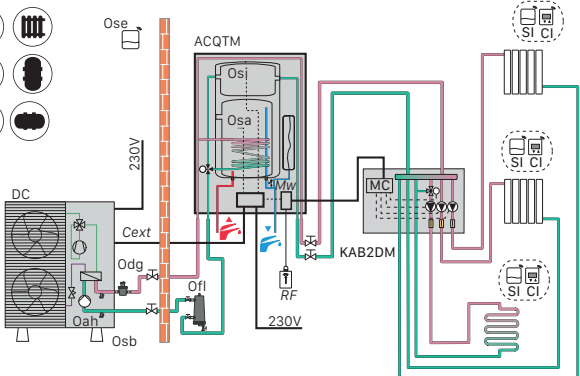 Ose
ACQTM
SI CI
Osi
Osa
230V
SI CI
DC
Mw
MC
Cext
KAB2DM
Odg
Ofl
RF
SI CI
230V
Oah
Osb